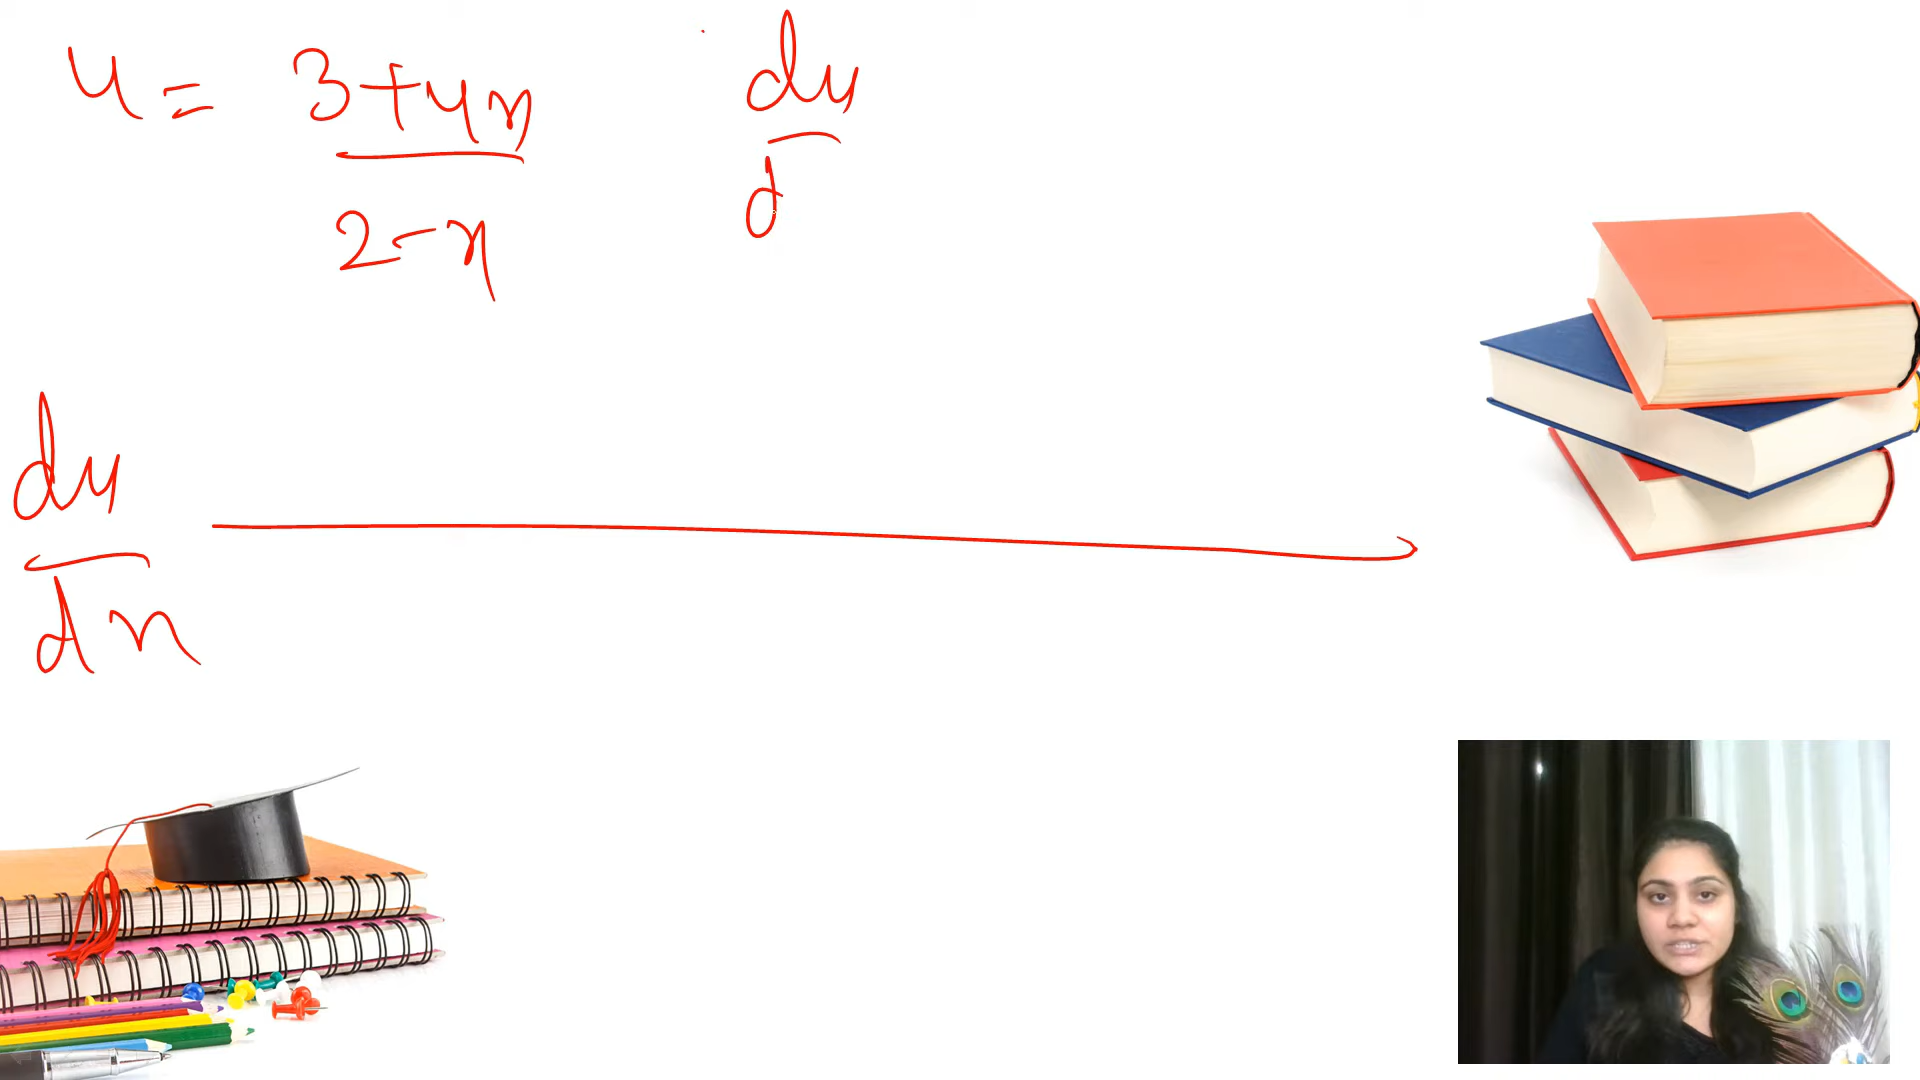 y = 3+4x
2-x
dy
d
dy
dx